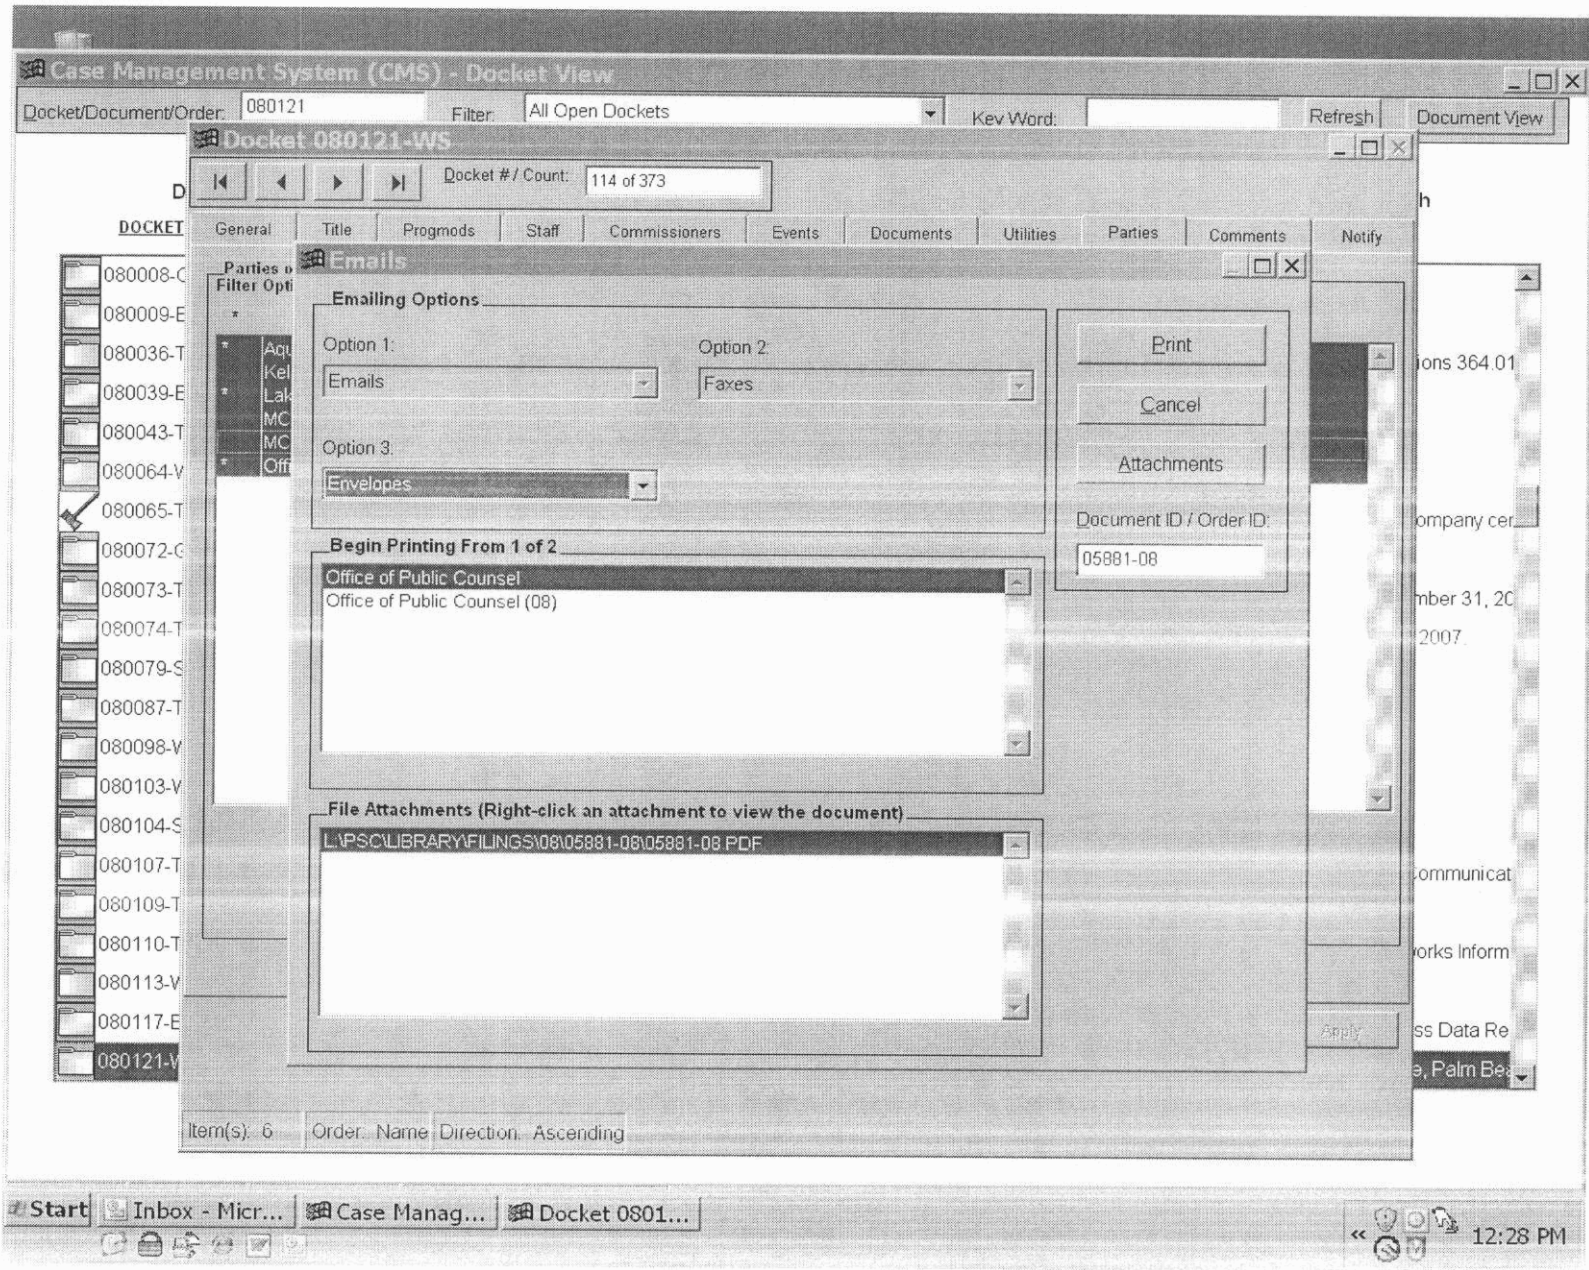 Case Management System (CMS) - Docket View
Docket/Document/Order: 080121 Filter: All Open Dockets Key Word: Refresh Document View
Docket 080121-WS
Docket # / Count: 114 of 373
D h
DOCKET General Title Progmods Staff Commissioners Events Documents Utilities Parties Comments Notify
Emails
Parties o
Filter Opti
Emailing Options
080008-G
080009-E
080036-T
080039-E
080043-T
080064-W
080065-T
080072-G
080073-T
080074-T
080079-S
080087-T
080098-W
080103-W
080104-S
080107-T
080109-T
080110-T
080113-W
080117-E
080121-W
*
* Aqu
Kel
* Lak
MC
MC
* Offi
Option 1: Option 2:
Emails Faxes
Option 3:
Envelopes
Print
Cancel
Attachments
Document ID / Order ID:
05881-08
Begin Printing From 1 of 2
Office of Public Counsel
Office of Public Counsel (08)
File Attachments (Right-click an attachment to view the document)
L:\PSC\LIBRARY\FILINGS\08\05881-08\05881-08.PDF
ions 364.01
ompany cer
mber 31, 20
2007.
ommunicat
orks Inform
Apply ss Data Re
e, Palm Bea
Item(s): 6 Order: Name Direction: Ascending
Start Inbox - Micr... Case Manag... Docket 0801... « 12:28 PM